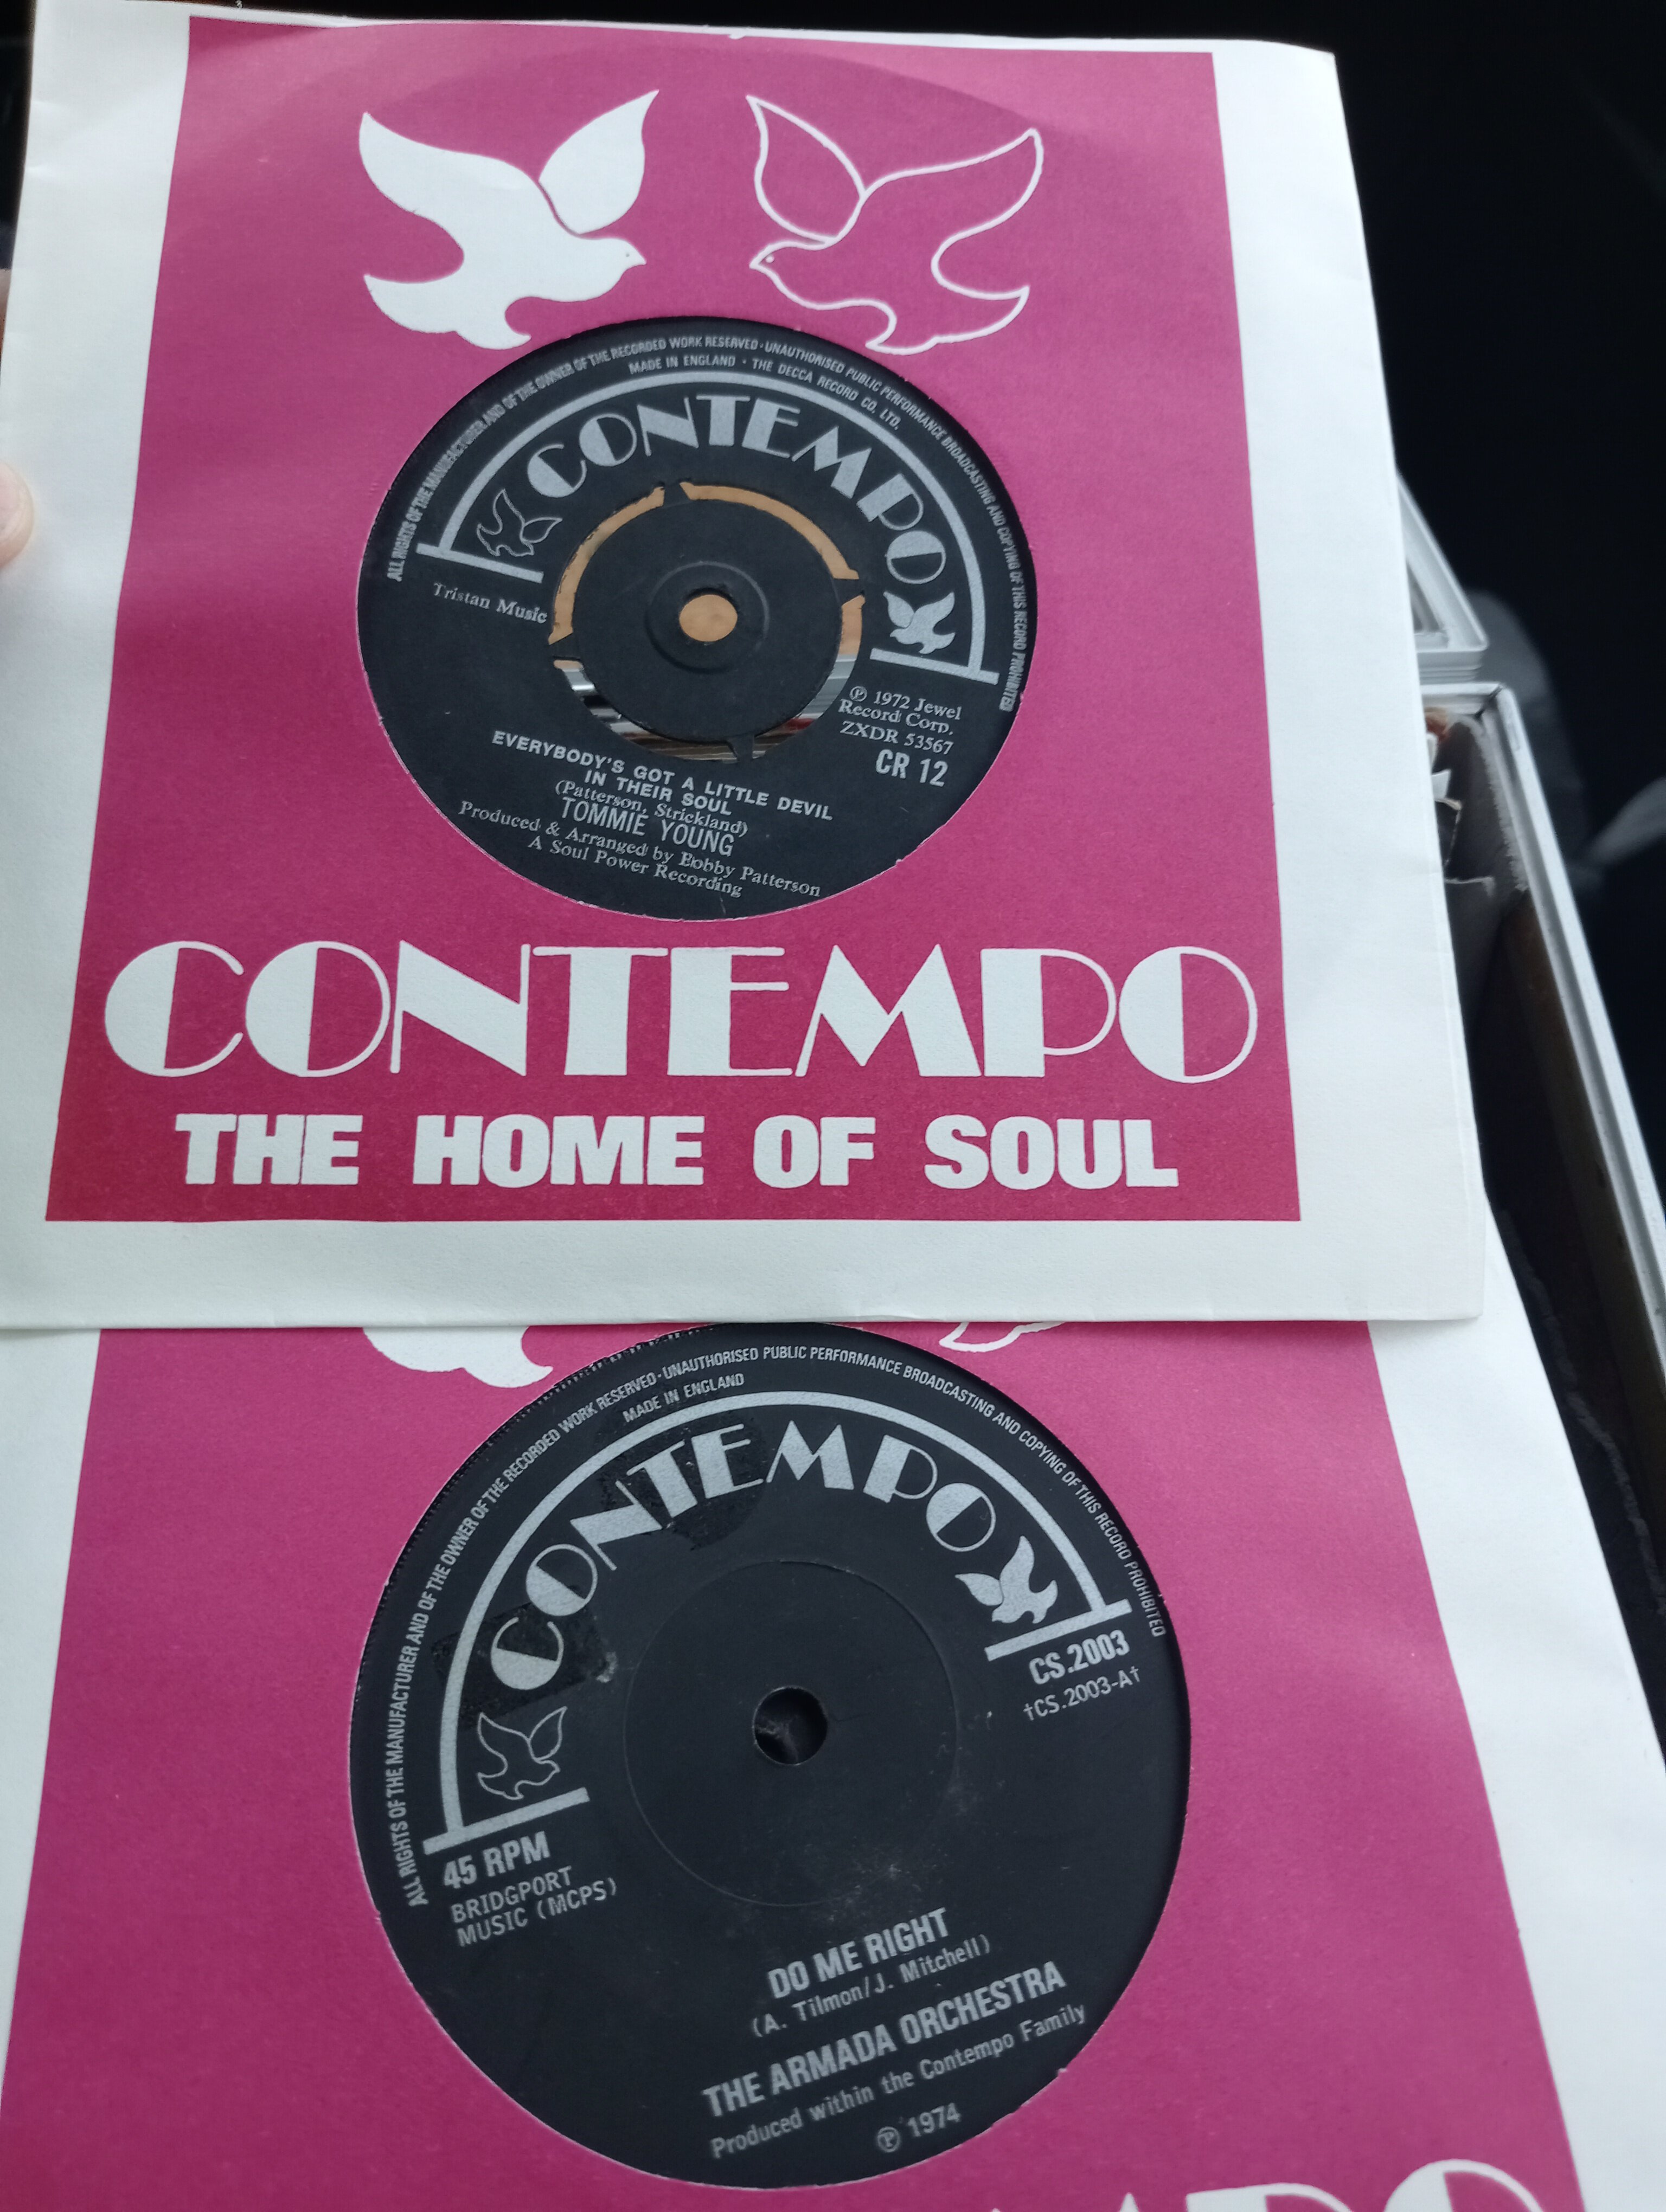 ALL RIGHTS OF THE MANUFACTURER AND OF THE OWNER OF THE RECORDED WORK RESERVED · UNAUTHORISED PUBLIC PERFORMANCE BROADCASTING AND COPYING OF THIS RECORD PROHIBITED
MADE IN ENGLAND · THE DECCA RECORD CO. LTD.
CONTEMPO
Tristan Music
℗ 1972 Jewel
Record Corp.
ZXDR 53567
CR 12
EVERYBODY'S GOT A LITTLE DEVIL
IN THEIR SOUL
(Patterson, Strickland)
TOMMIE YOUNG
Produced & Arranged by Bobby Patterson
A Soul Power Recording
CONTEMPO
THE HOME OF SOUL
ALL RIGHTS OF THE MANUFACTURER AND OF THE OWNER OF THE RECORDED WORK RESERVED · UNAUTHORISED PUBLIC PERFORMANCE BROADCASTING AND COPYING OF THIS RECORD PROHIBITED
MADE IN ENGLAND
CONTEMPO
CS.2003
†CS.2003-A†
45 RPM
BRIDGPORT
MUSIC (MCPS)
DO ME RIGHT
(A. Tilmon/J. Mitchell)
THE ARMADA ORCHESTRA
Produced within the Contempo Family
℗ 1974